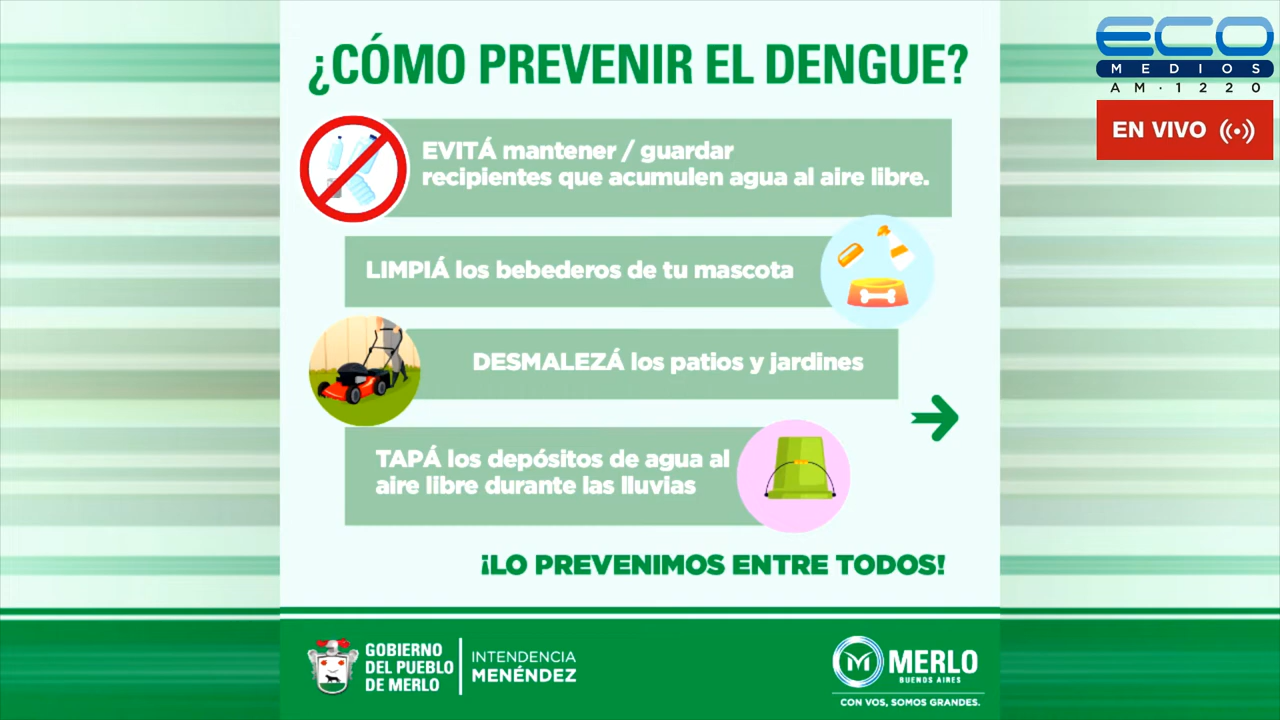 ¿CÓMO PREVENIR EL DENGUE?
ECO
MEDIOS
AM·1220
EN VIVO
EVITÁ mantener / guardar
recipientes que acumulen agua al aire libre.
LIMPIÁ los bebederos de tu mascota
DESMALEZÁ los patios y jardines
TAPÁ los depósitos de agua al
aire libre durante las lluvias
¡LO PREVENIMOS ENTRE TODOS!
GOBIERNO
DEL PUEBLO
DE MERLO
INTENDENCIA
MENÉNDEZ
MERLO
BUENOS AIRES
CON VOS, SOMOS GRANDES.